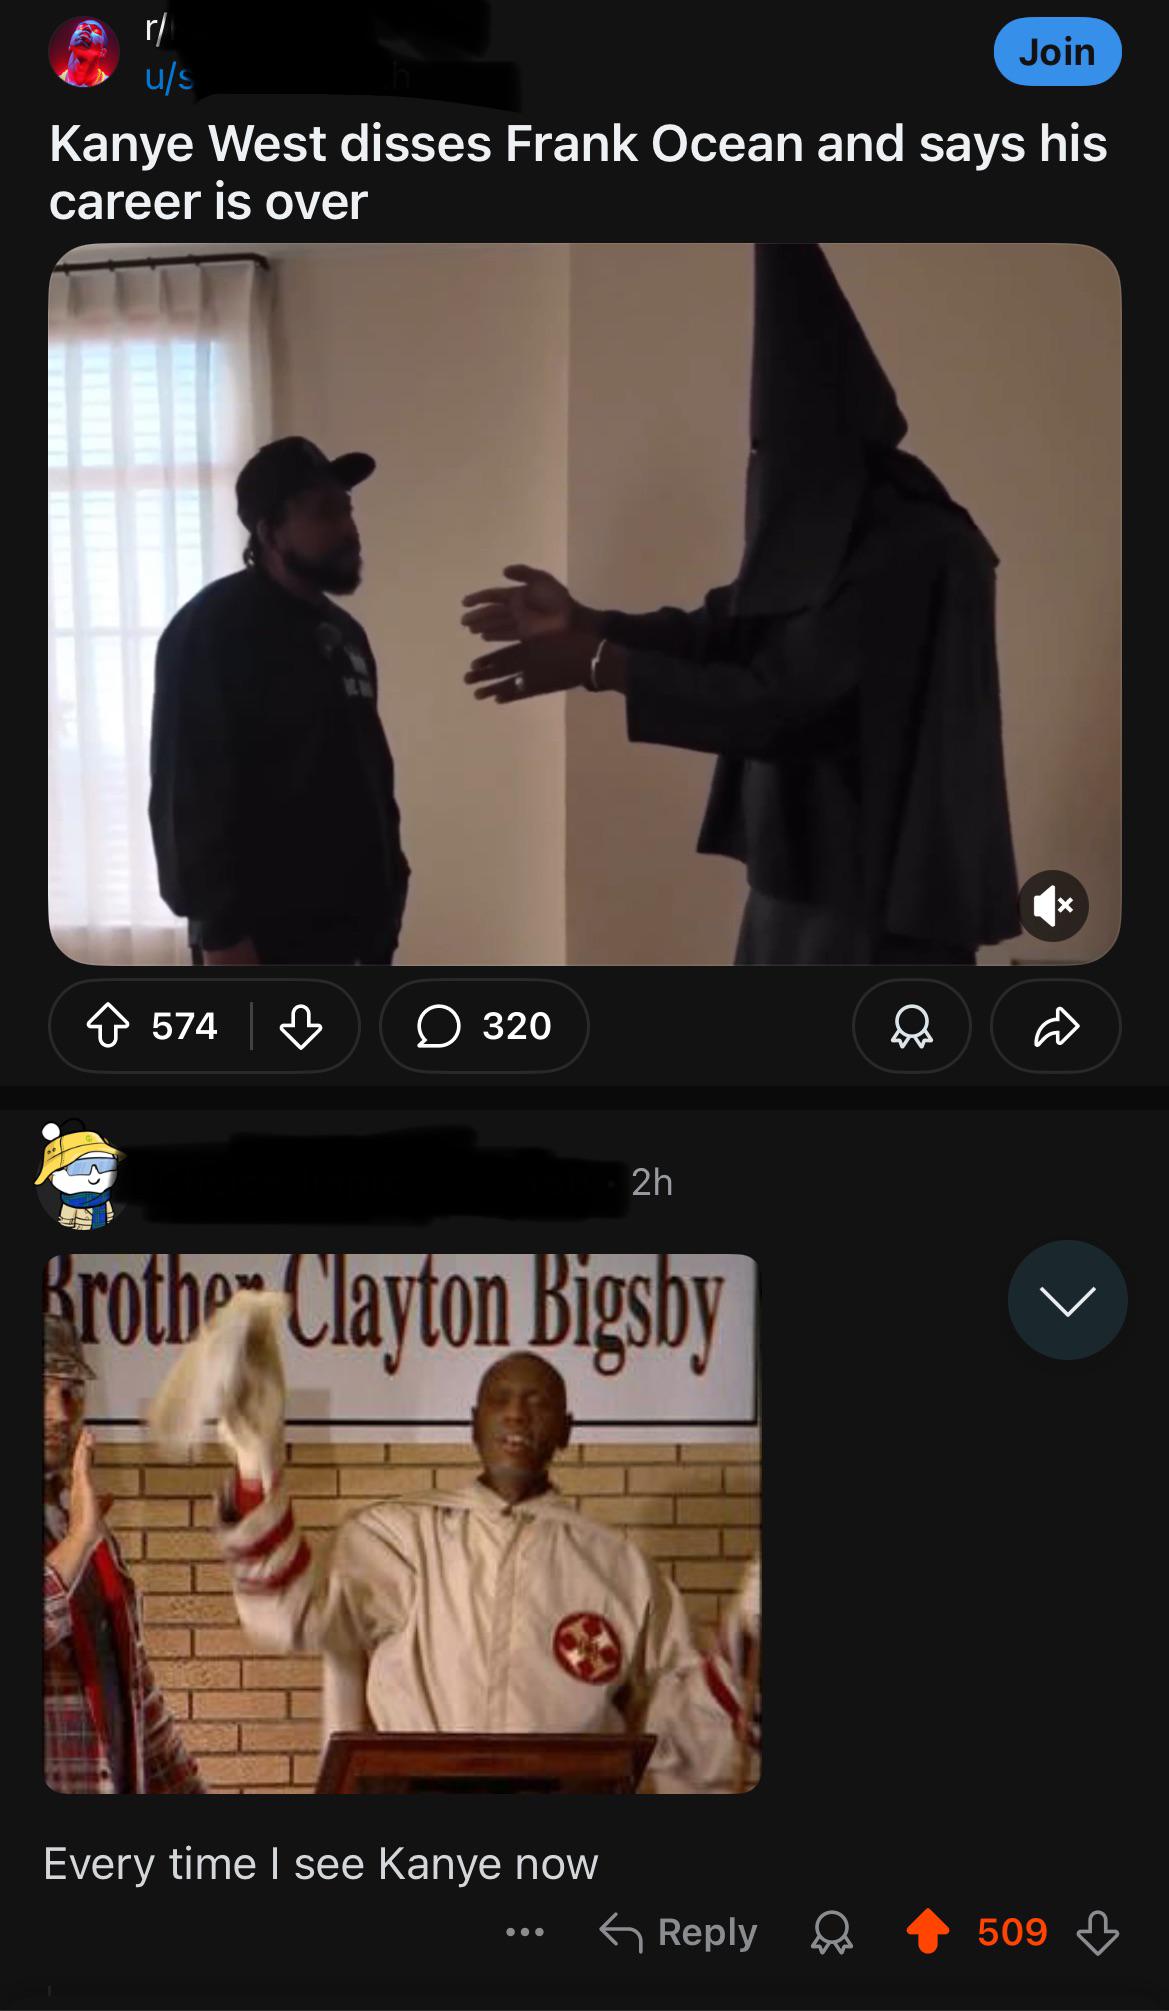 r/
u/s
h
Join
Kanye West disses Frank Ocean and says his
career is over
574
320
· 2h
Brother Clayton Bigsby
Every time I see Kanye now
... Reply
509